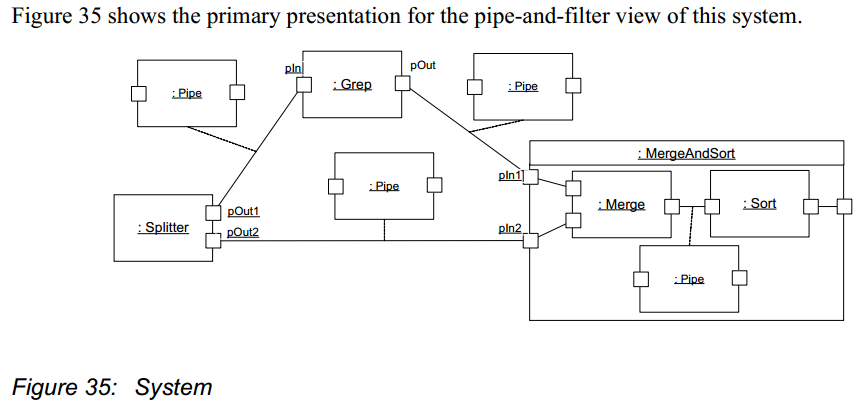 Figure 35 shows the primary presentation for the pipe-and-filter view of this system.
pIn
pOut
: Pipe
: Grep
: Pipe
: MergeAndSort
pIn1
: Pipe
: Merge
: Sort
pOut1
: Splitter
pOut2
pIn2
: Pipe
Figure 35: System